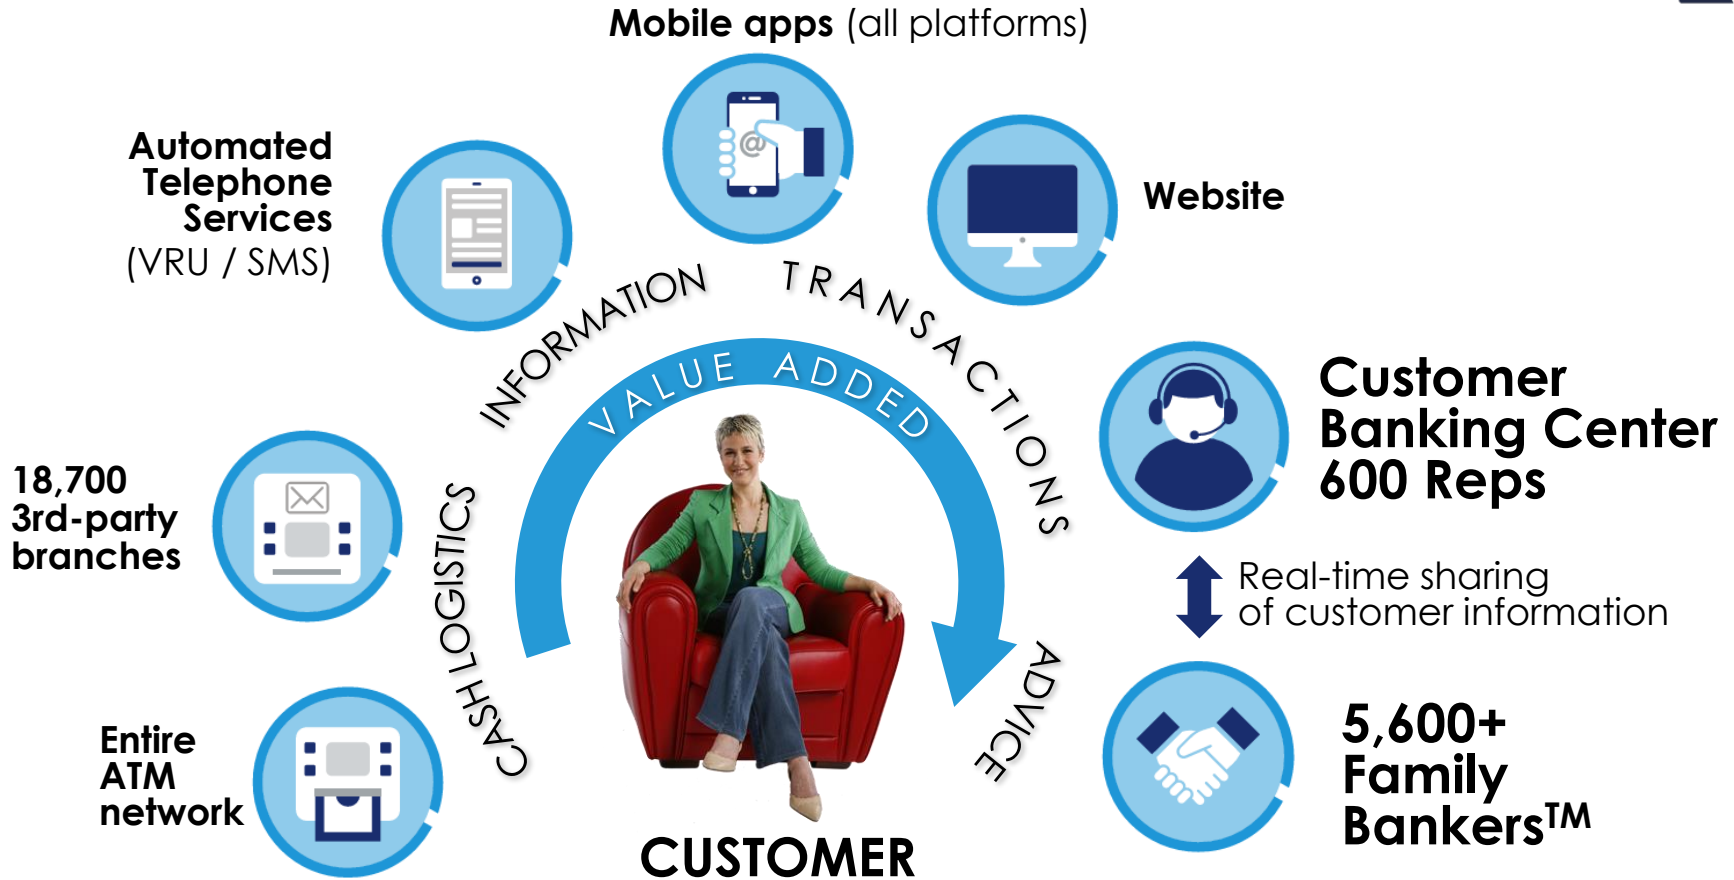 Mobile apps (all platforms)
Automated
Telephone
Services
(VRU / SMS)
@
Website
INFORMATION
TRANSACTIONS
VALUE ADDED
Customer
Banking Center
600 Reps
18,700
3rd-party
branches
CASH LOGISTICS
Real-time sharing
of customer information
ADVICE
Entire
ATM
network
5,600+
Family
Bankers™
CUSTOMER